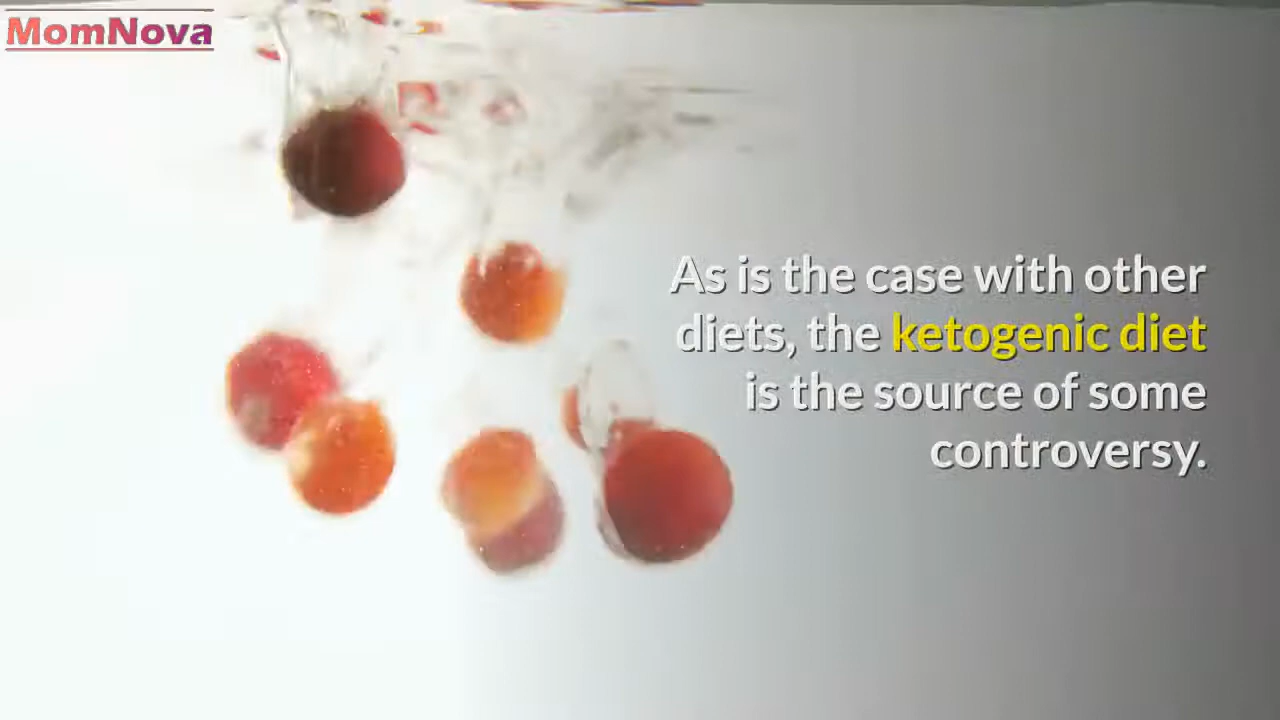 MomNova
As is the case with other
diets, the ketogenic diet
is the source of some
controversy.